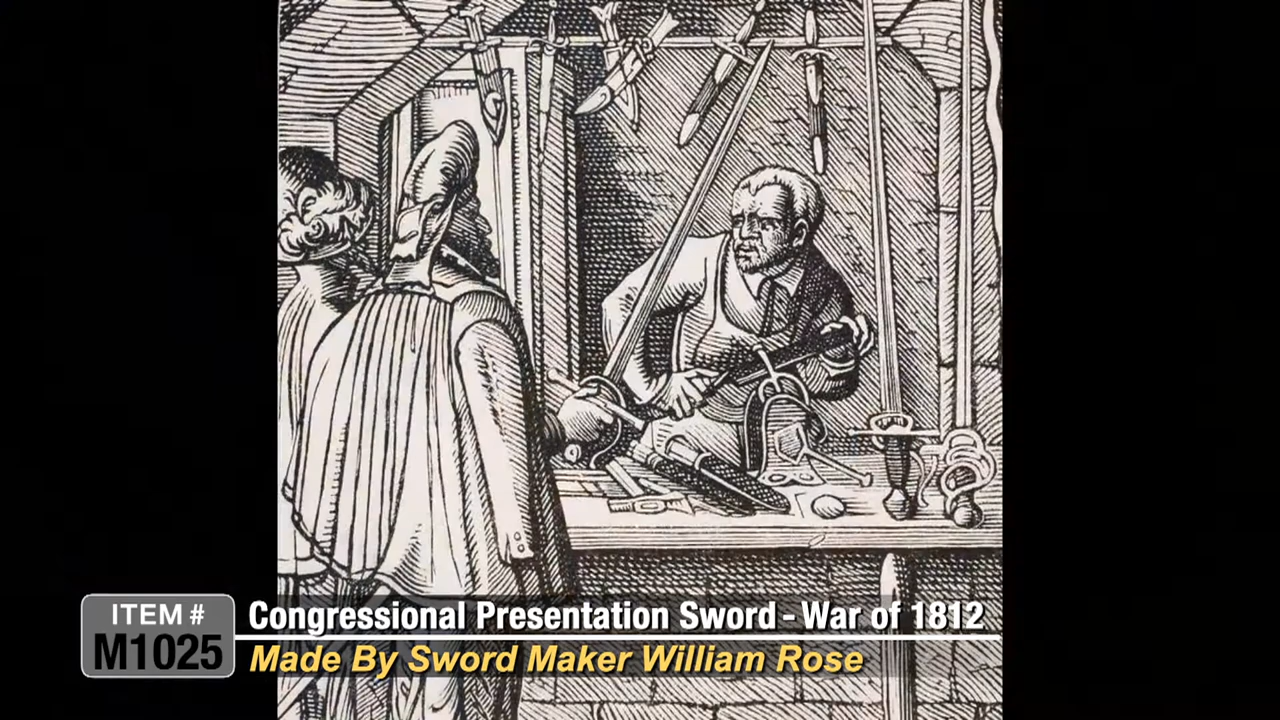 ITEM #
M1025
Congressional Presentation Sword - War of 1812
Made By Sword Maker William Rose